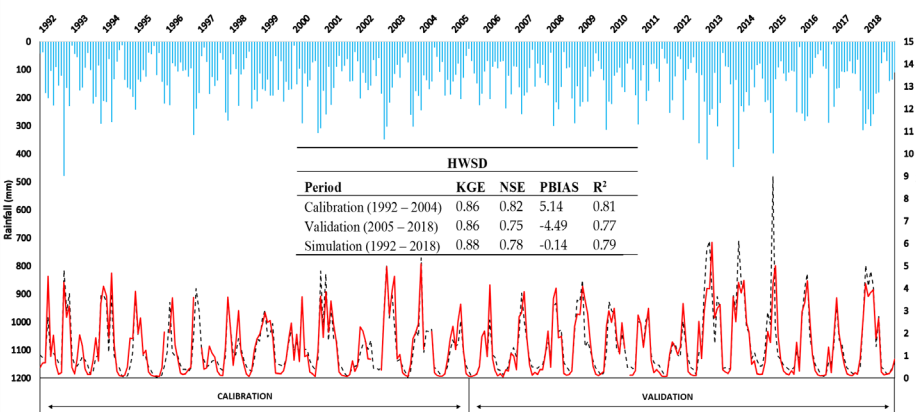 1992 1993 1994 1995 1996 1997 1998 1999 2000 2001 2002 2003 2004 2005 2006 2007 2008 2009 2010 2011 2012 2013 2014 2015 2016 2017 2018
0 15
100 14
200 13
300 12
400 11
10
HWSD
500 9
Period KGE NSE PBIAS R²
Rainfall (mm)
600 8
Calibration (1992 – 2004) 0.86 0.82 5.14 0.81
700 7
Validation (2005 – 2018) 0.86 0.75 -4.49 0.77
Simulation (1992 – 2018) 0.88 0.78 -0.14 0.79
6
800 5
900 4
1000 3
1100 2
1
1200 0
CALIBRATION VALIDATION